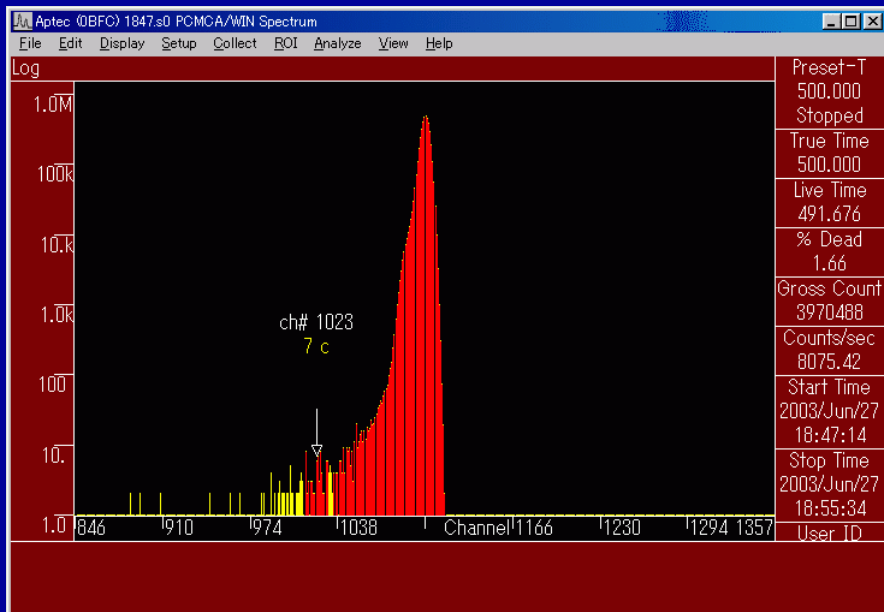 Aptec (0BFC) 1847.s0 PCMCA/WIN Spectrum
File Edit Display Setup Collect ROI Analyze View Help
Log
1.0M
100k
10.k
1.0k
100
10.
1.0
ch# 1023
7 c
846 910 974 1038 Channel 1166 1230 1294 1357
Preset-T
500.000
Stopped
True Time
500.000
Live Time
491.676
% Dead
1.66
Gross Count
3970488
Counts/sec
8075.42
Start Time
2003/Jun/27
18:47:14
Stop Time
2003/Jun/27
18:55:34
User ID